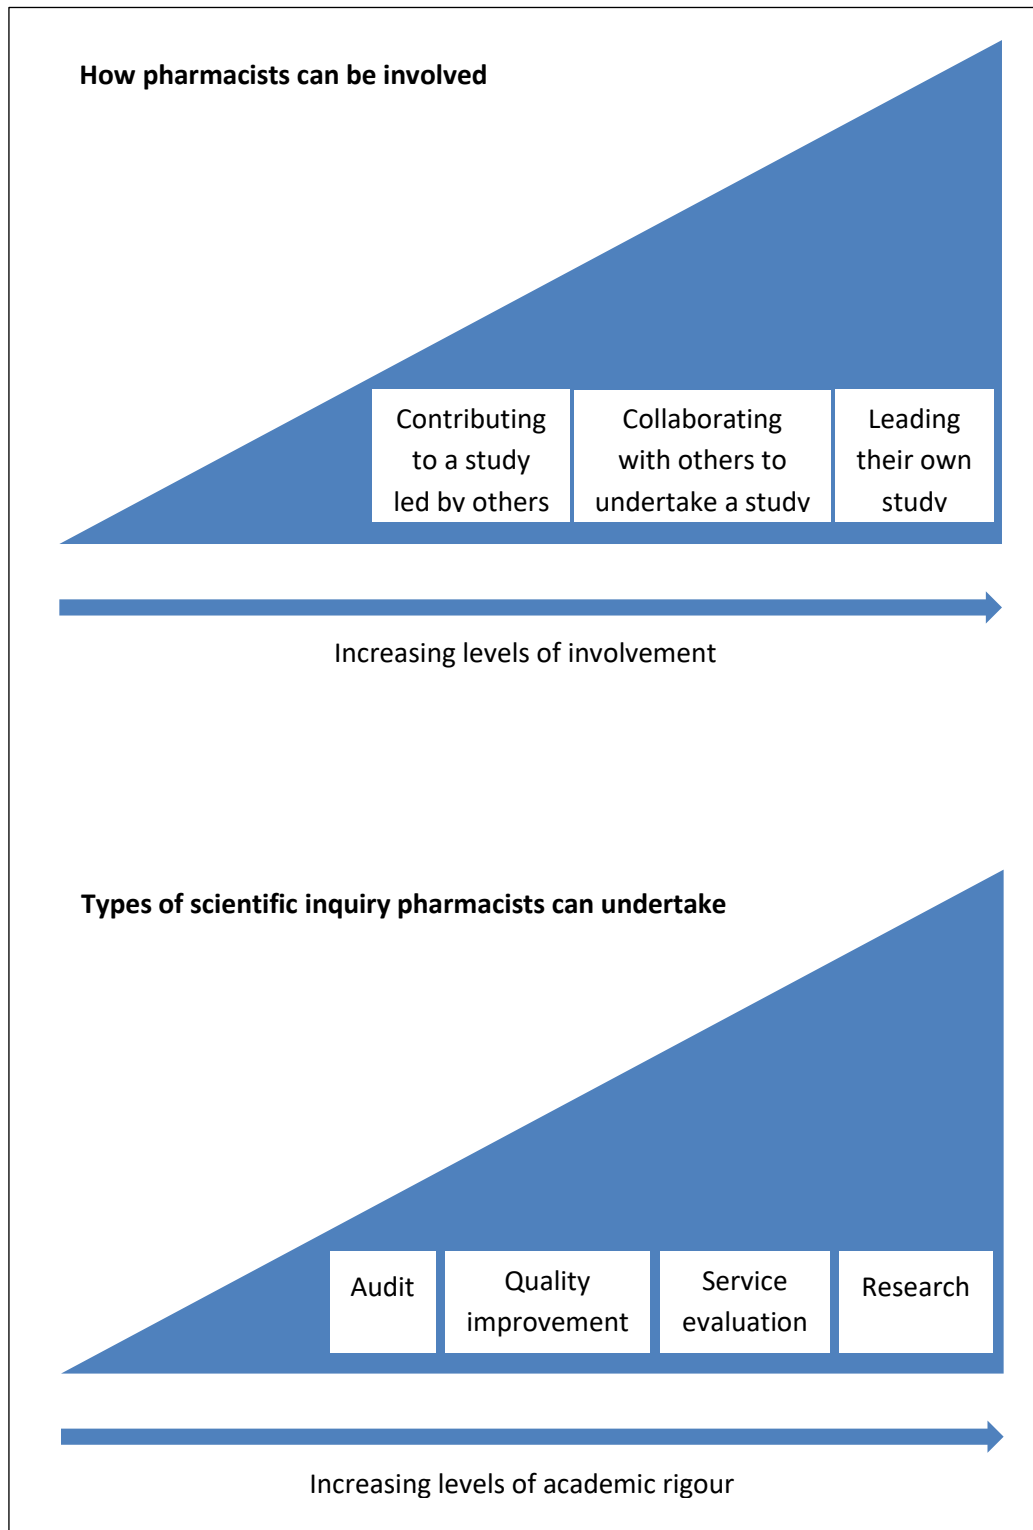 How pharmacists can be involved
Contributing
to a study
led by others
Collaborating
with others to
undertake a study
Leading
their own
study
Increasing levels of involvement
Types of scientific inquiry pharmacists can undertake
Audit
Quality
improvement
Service
evaluation
Research
Increasing levels of academic rigour